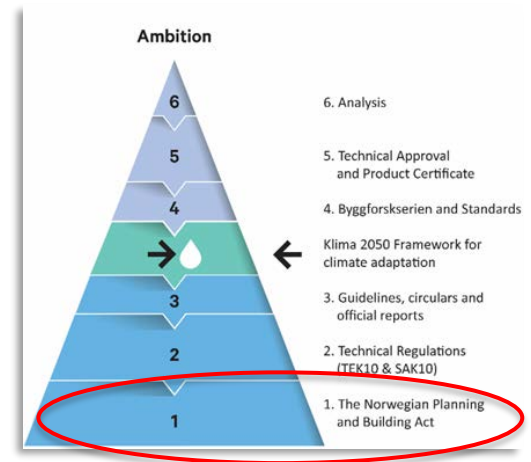 Ambition
6
6. Analysis
5
5. Technical Approval
and Product Certificate
4
4. Byggforskserien and Standards
Klima 2050 Framework for
climate adaptation
3
3. Guidelines, circulars and
official reports
2
2. Technical Regulations
(TEK10 & SAK10)
1
1. The Norwegian Planning
and Building Act